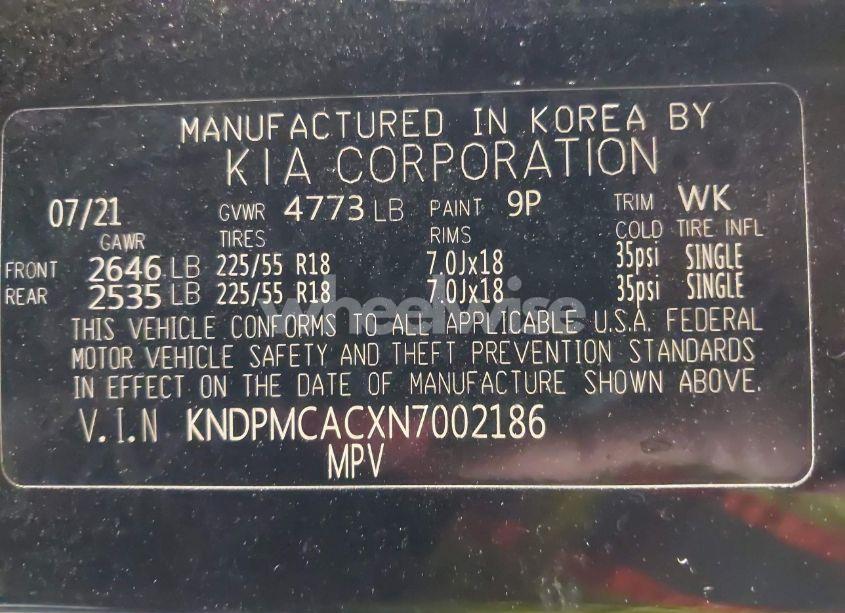 MANUFACTURED IN KOREA BY
KIA CORPORATION
07/21 GVWR 4773 LB PAINT 9P TRIM WK
GAWR TIRES RIMS COLD TIRE INFL
FRONT 2646 LB 225/55 R18 7.0Jx18 35psi SINGLE
REAR 2535 LB 225/55 R18 7.0Jx18 35psi SINGLE
wheelwise
THIS VEHICLE CONFORMS TO ALL APPLICABLE U.S.A. FEDERAL
MOTOR VEHICLE SAFETY AND THEFT PREVENTION STANDARDS
IN EFFECT ON THE DATE OF MANUFACTURE SHOWN ABOVE.
V.I.N KNDPMCACXN7002186
MPV